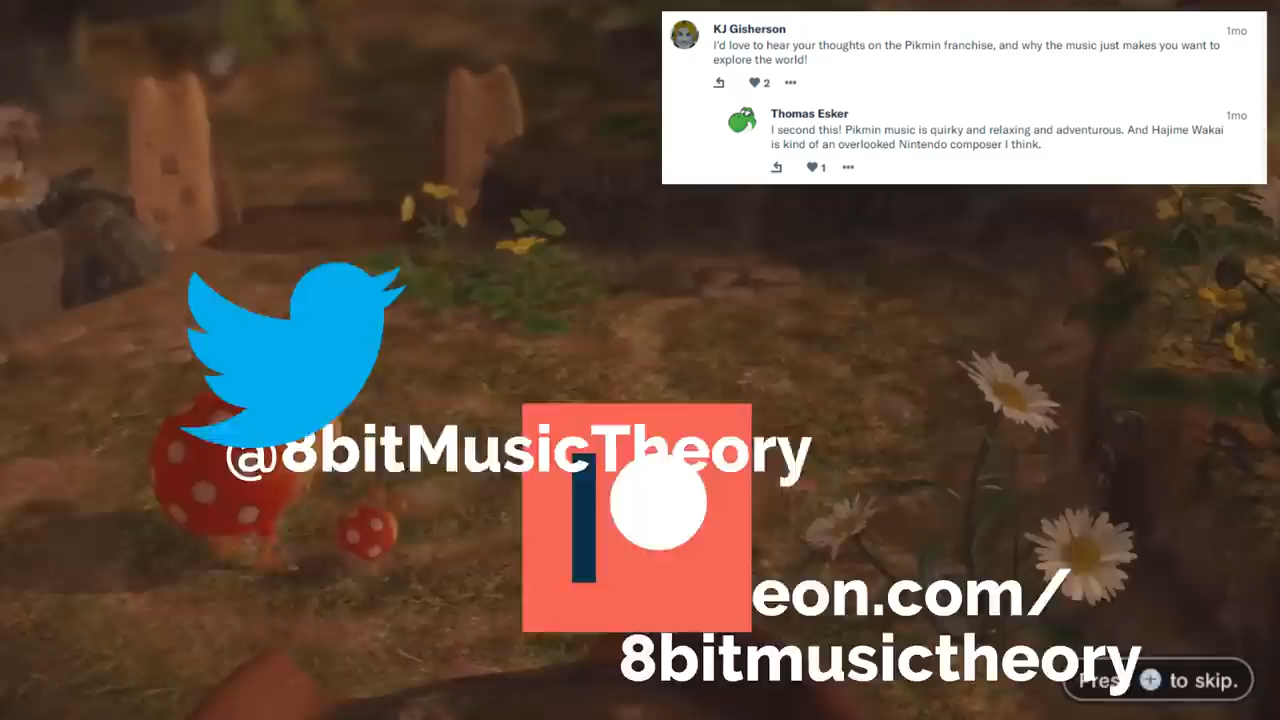 KJ Gisherson
1mo
I'd love to hear your thoughts on the Pikmin franchise, and why the music just makes you want to
explore the world!
2
Thomas Esker
1mo
I second this! Pikmin music is quirky and relaxing and adventurous. And Hajime Wakai
is kind of an overlooked Nintendo composer I think.
1
@8bitMusicTheory
eon.com/
8bitmusictheory
Press + to skip.